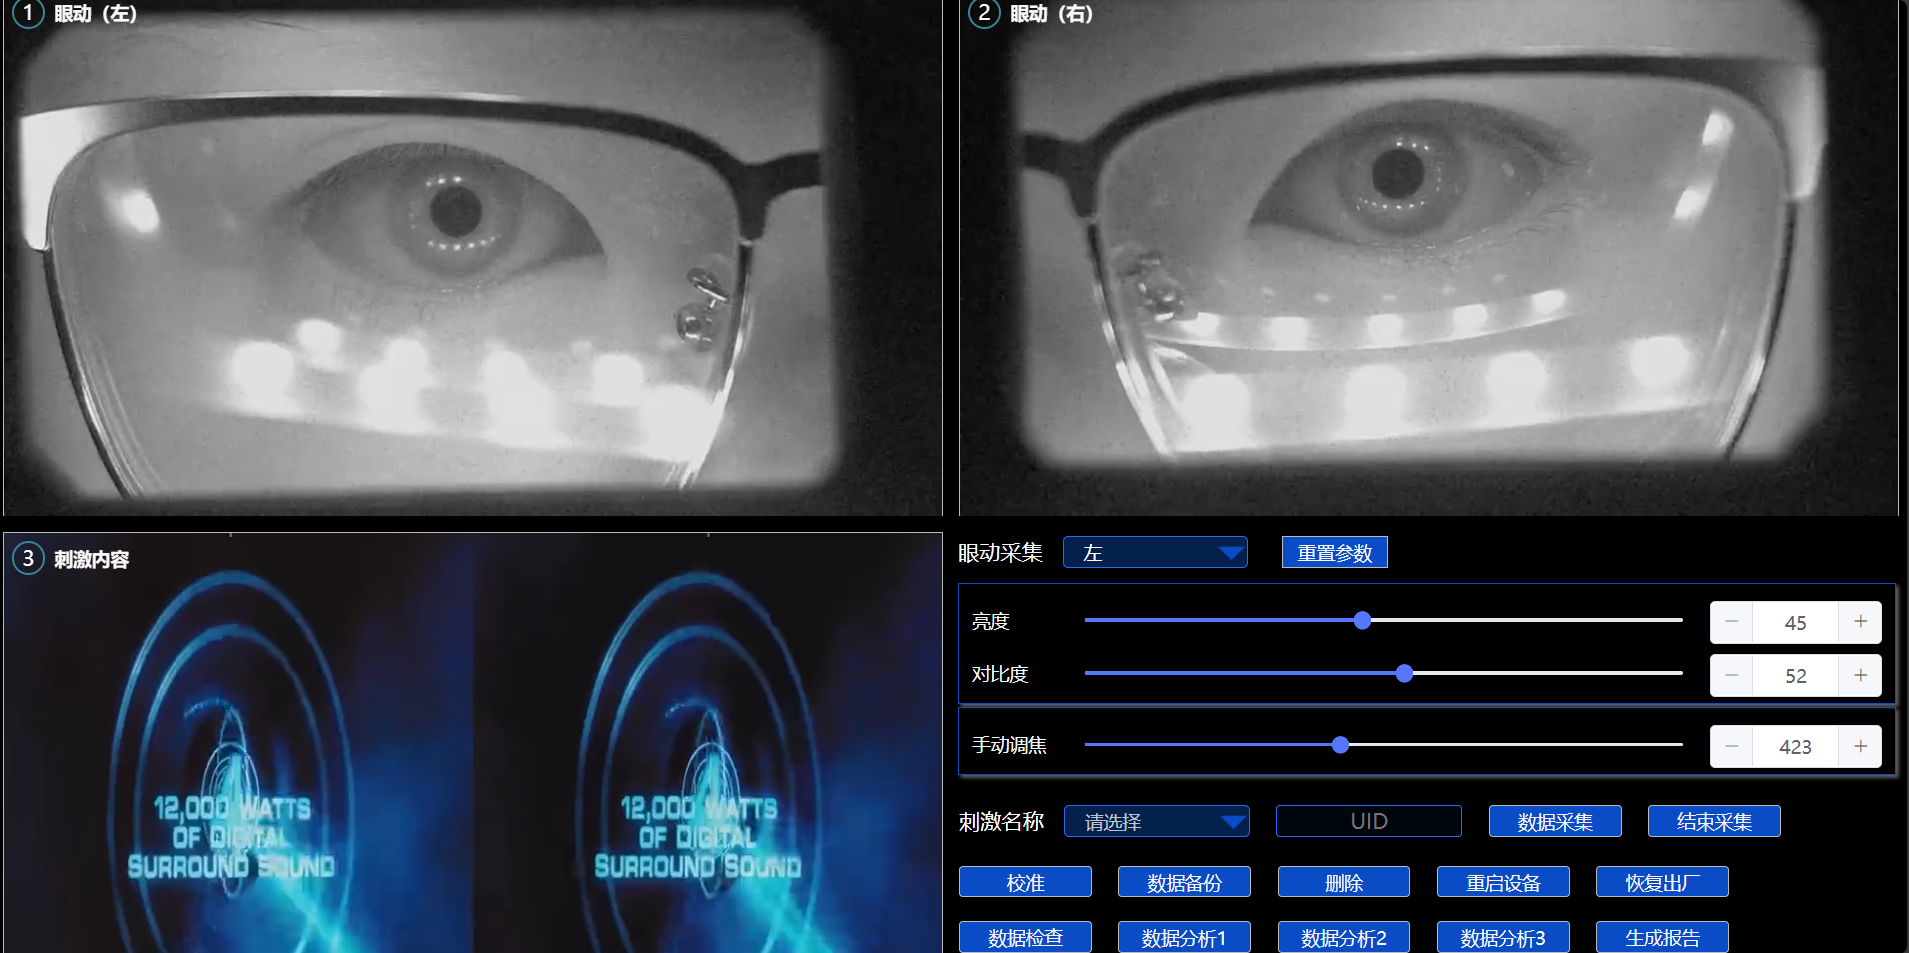 1 眼动（左）
2 眼动（右）
3 刺激内容
12,000 WATTS
OF DIGITAL
SURROUND SOUND
12,000 WATTS
OF DIGITAL
SURROUND SOUND
眼动采集 左 重置参数
亮度 − 45 +
对比度 − 52 +
手动调焦 − 423 +
刺激名称 请选择 UID 数据采集 结束采集
校准 数据备份 删除 重启设备 恢复出厂
数据检查 数据分析1 数据分析2 数据分析3 生成报告